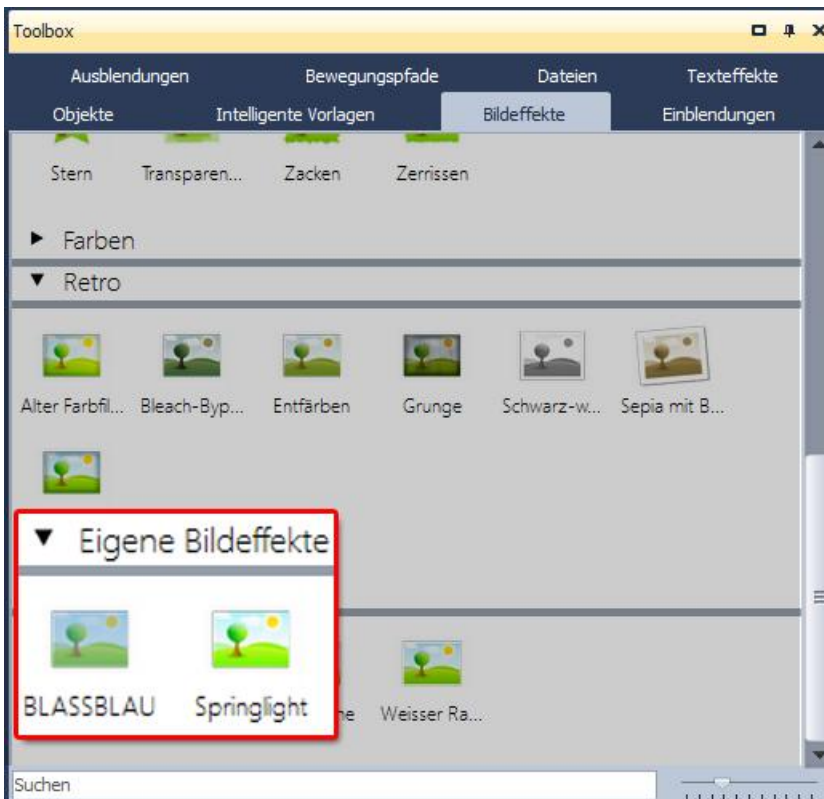 Toolbox
Ausblendungen Bewegungspfade Dateien Texteffekte
Objekte Intelligente Vorlagen Bildeffekte Einblendungen
Stern Transparen... Zacken Zerrissen
Farben
Retro
Alter Farbfil... Bleach-Byp... Entfärben Grunge Schwarz-w... Sepia mit B...
Eigene Bildeffekte
BLASSBLAU Springlight Weisser Ra...
Suchen